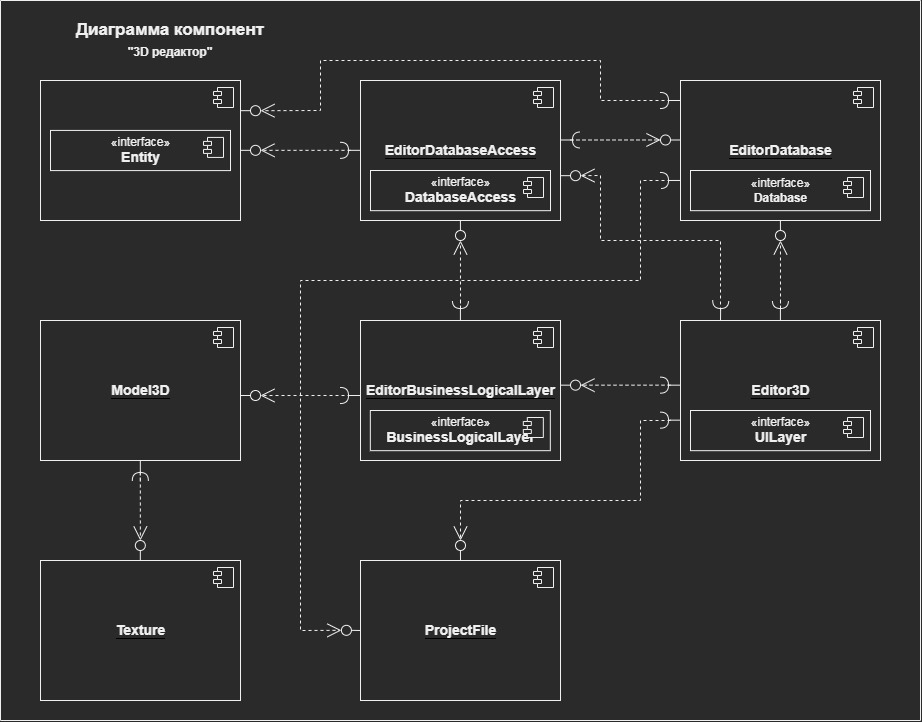 Диаграмма компонент
"3D редактор"
«interface»
Entity
EditorDatabaseAccess
«interface»
DatabaseAccess
EditorDatabase
«interface»
Database
Model3D
EditorBusinessLogicalLayer
«interface»
BusinessLogicalLayer
Editor3D
«interface»
UILayer
Texture
ProjectFile